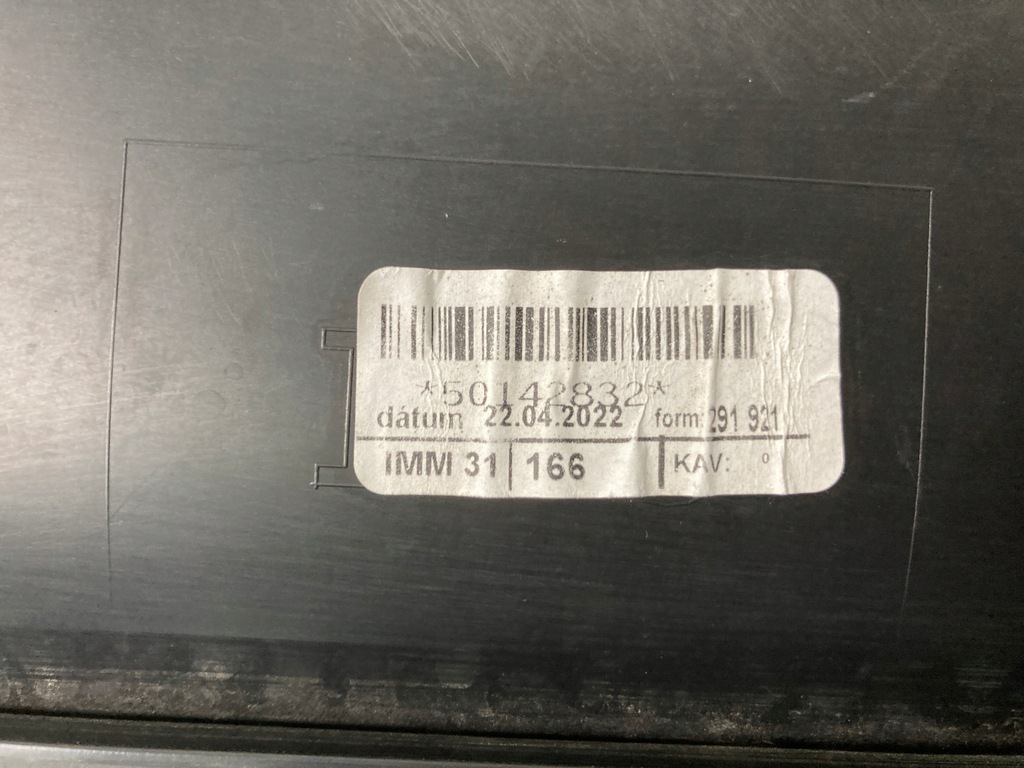 *50142832*
dátum 22.04.2022 form: 291 921
IMM 31 166 KAV: 0